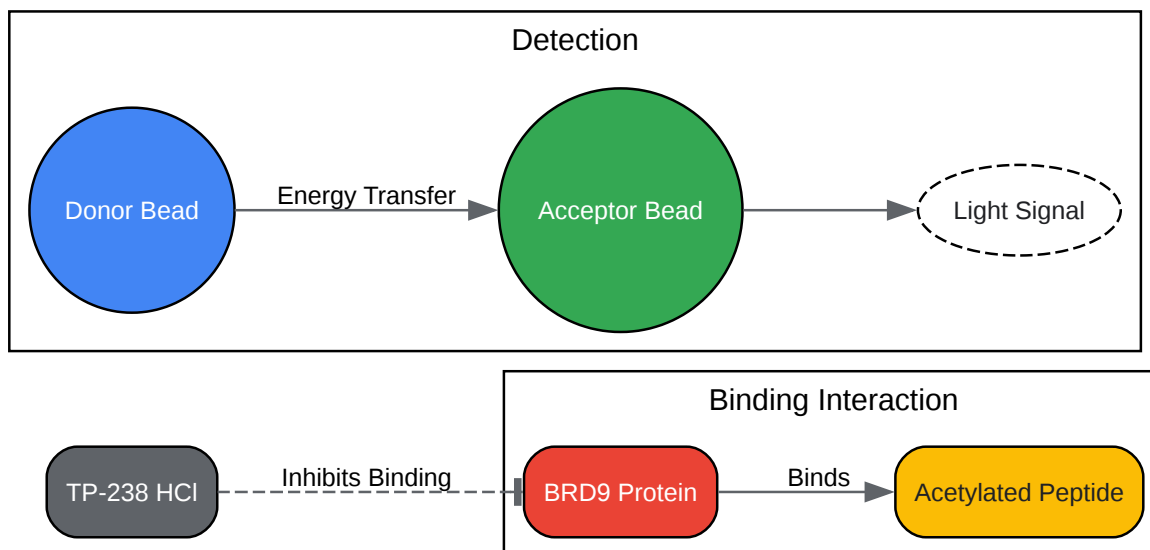 Detection
Donor Bead
Energy Transfer
Acceptor Bead
Light Signal
Binding Interaction
TP-238 HCl
Inhibits Binding
BRD9 Protein
Binds
Acetylated Peptide